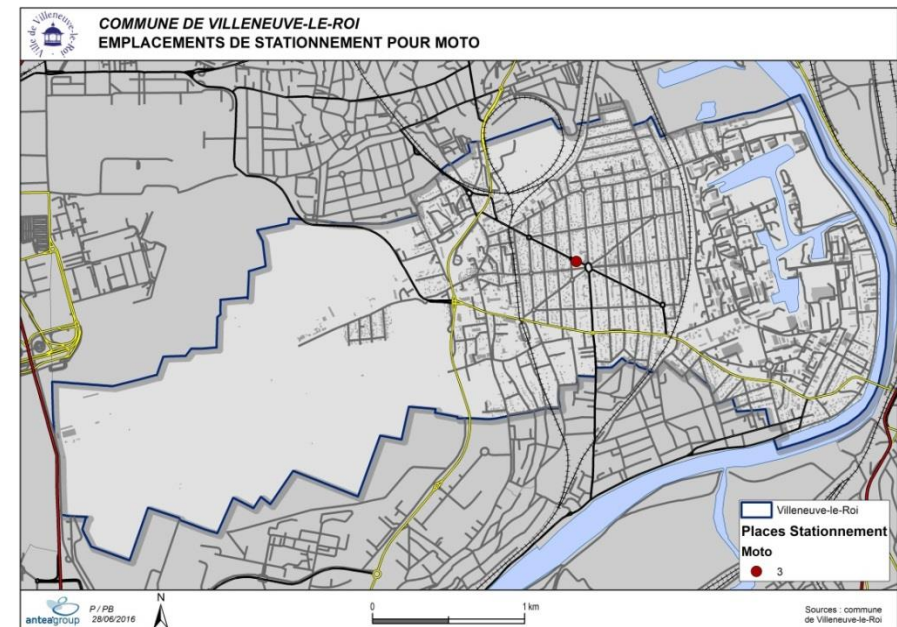 Ville de Villeneuve-le-Roi
COMMUNE DE VILLENEUVE-LE-ROI
EMPLACEMENTS DE STATIONNEMENT POUR MOTO
Villeneuve-le-Roi
Places Stationnement
Moto
3
anteagroup
P / PB
28/06/2016
N
0
1 km
Sources : commune
de Villeneuve-le-Roi